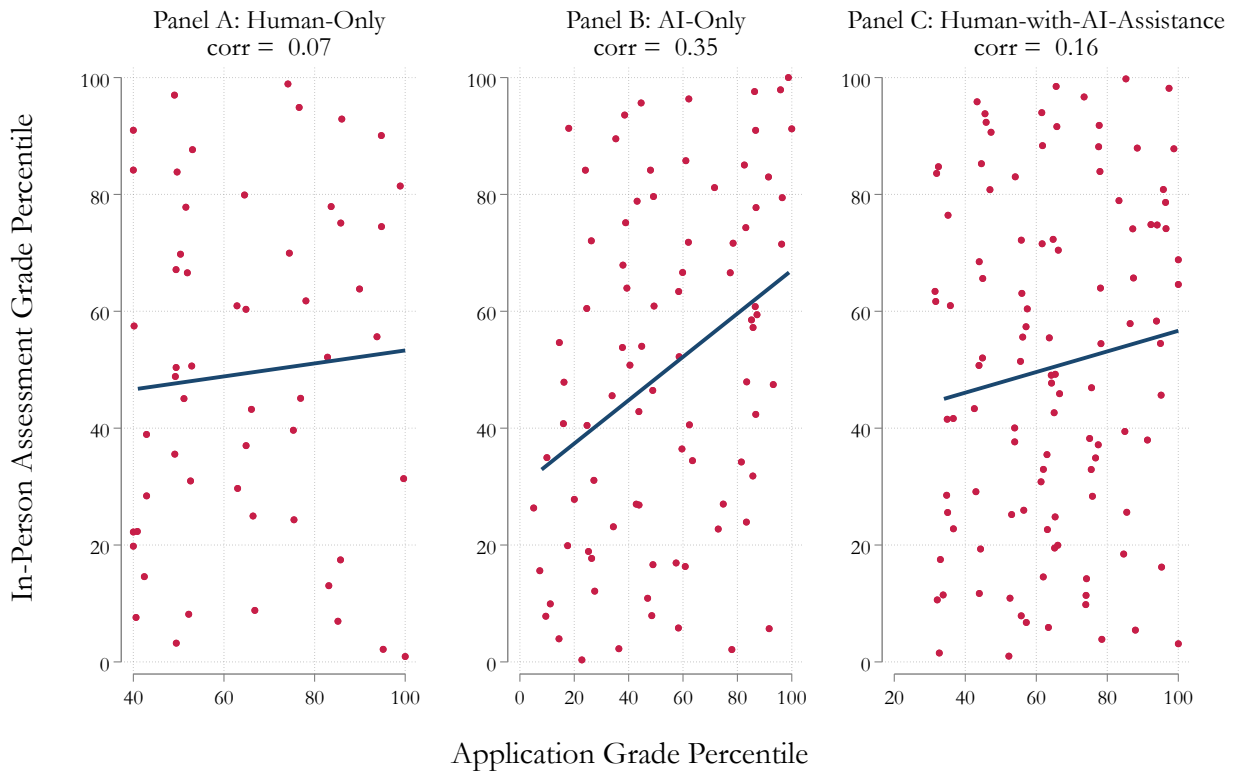 Panel A: Human-Only
corr = 0.07
Panel B: AI-Only
corr = 0.35
Panel C: Human-with-AI-Assistance
corr = 0.16
In-Person Assessment Grade Percentile
100
80
60
40
20
0
40 60 80 100
100
80
60
40
20
0
0 20 40 60 80 100
100
80
60
40
20
0
20 40 60 80 100
Application Grade Percentile